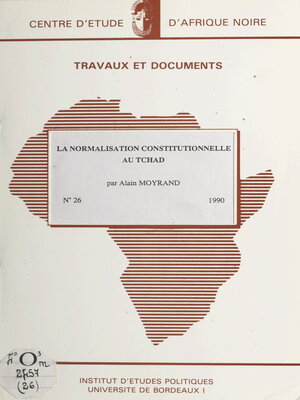 CENTRE D'ETUDE D'AFRIQUE NOIRE
TRAVAUX ET DOCUMENTS
LA NORMALISATION CONSTITUTIONNELLE
AU TCHAD
par Alain MOYRAND
N° 26 1990
INSTITUT D'ETUDES POLITIQUES
UNIVERSITE DE BORDEAUX I
(26)